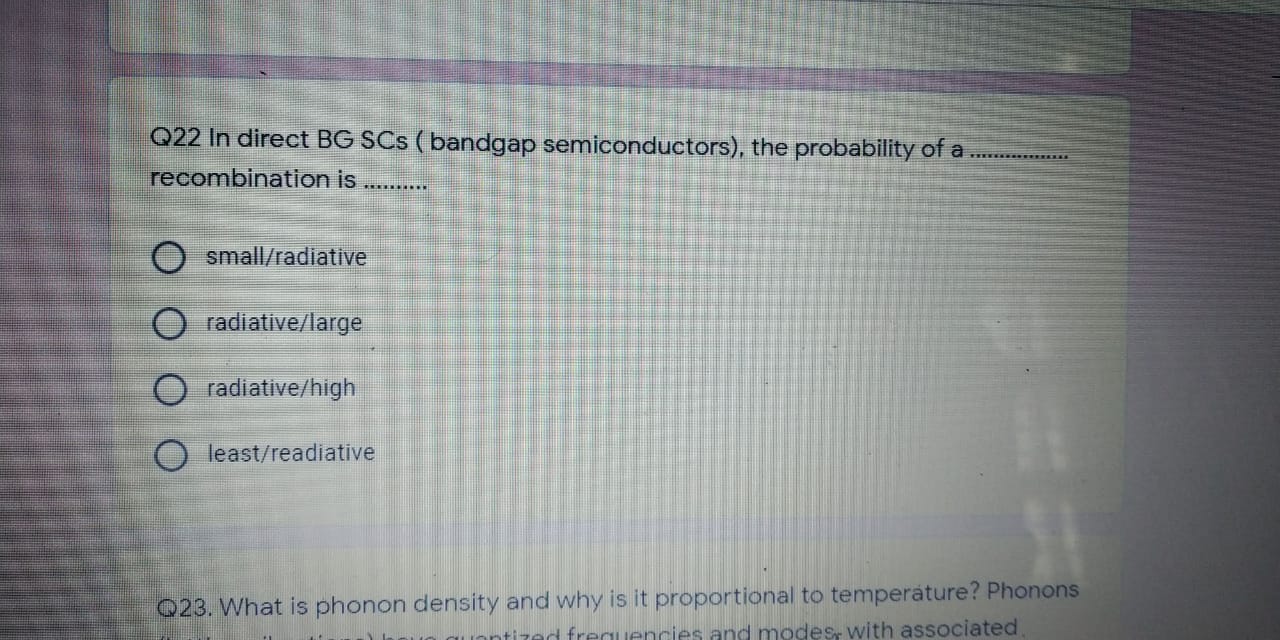 Q22 In direct BG SCs ( bandgap semiconductors), the probability of a .................
recombination is ..........
small/radiative
radiative/large
radiative/high
least/readiative
Q23. What is phonon density and why is it proportional to temperature? Phonons
quantized frequencies and modes, with associated